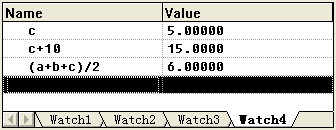 Name Value
c 5.00000
c+10 15.00000
(a+b+c)/2 6.00000
Watch1 Watch2 Watch3 Watch4